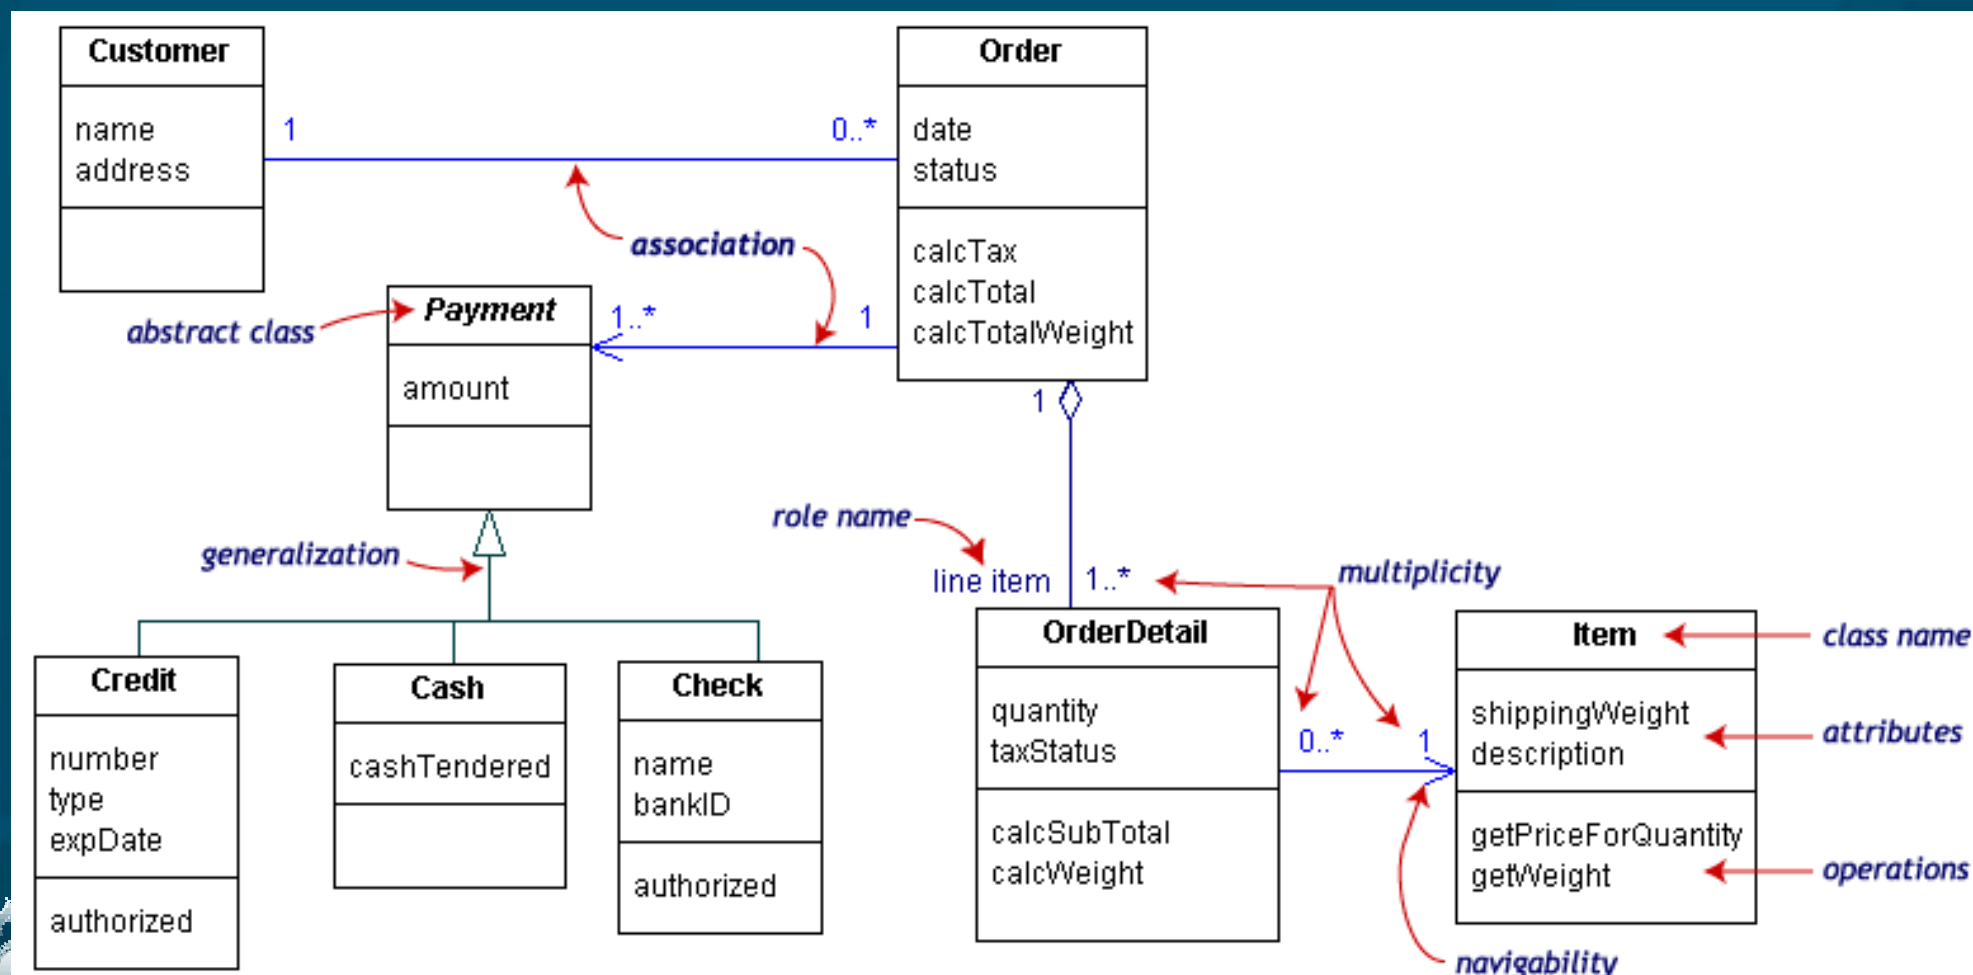 Customer
name
address
1
0..*
Order
date
status
calcTax
calcTotal
calcTotalWeight
association
abstract class
Payment
amount
1..*
1
1
generalization
role name
line item
1..*
multiplicity
Credit
number
type
expDate
authorized
Cash
cashTendered
Check
name
bankID
authorized
OrderDetail
quantity
taxStatus
calcSubTotal
calcWeight
0..*
1
Item
shippingWeight
description
getPriceForQuantity
getWeight
class name
attributes
operations
navigability